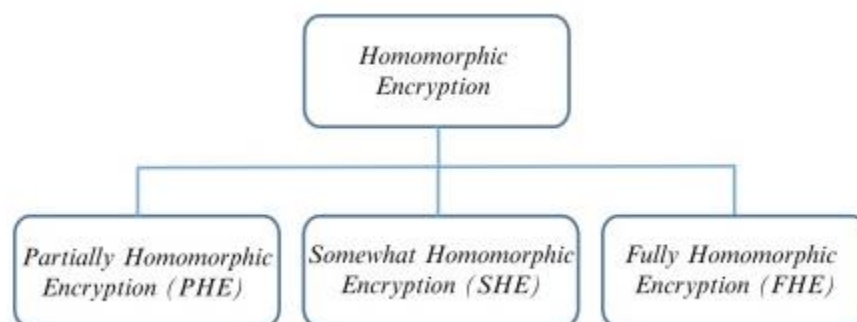 Homomorphic
Encryption
Partially Homomorphic
Encryption (PHE)
Somewhat Homomorphic
Encryption (SHE)
Fully Homomorphic
Encryption (FHE)